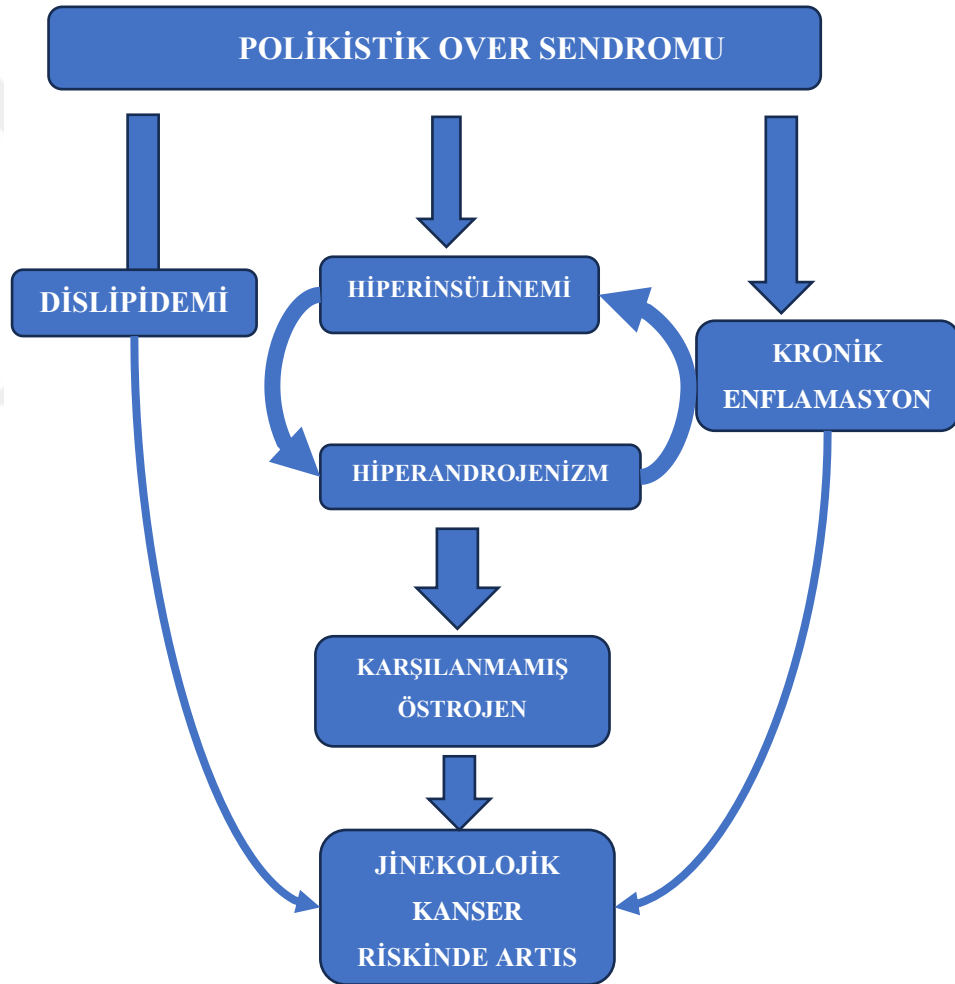 POLİKİSTİK OVER SENDROMU
HİPERİNSÜLİNEMİ
DİSLİPİDEMİ
KRONİK
ENFLAMASYON
HİPERANDROJENİZM
KARŞILANMAMIŞ
ÖSTROJEN
JİNEKOLOJİK
KANSER
RİSKİNDE ARTIS